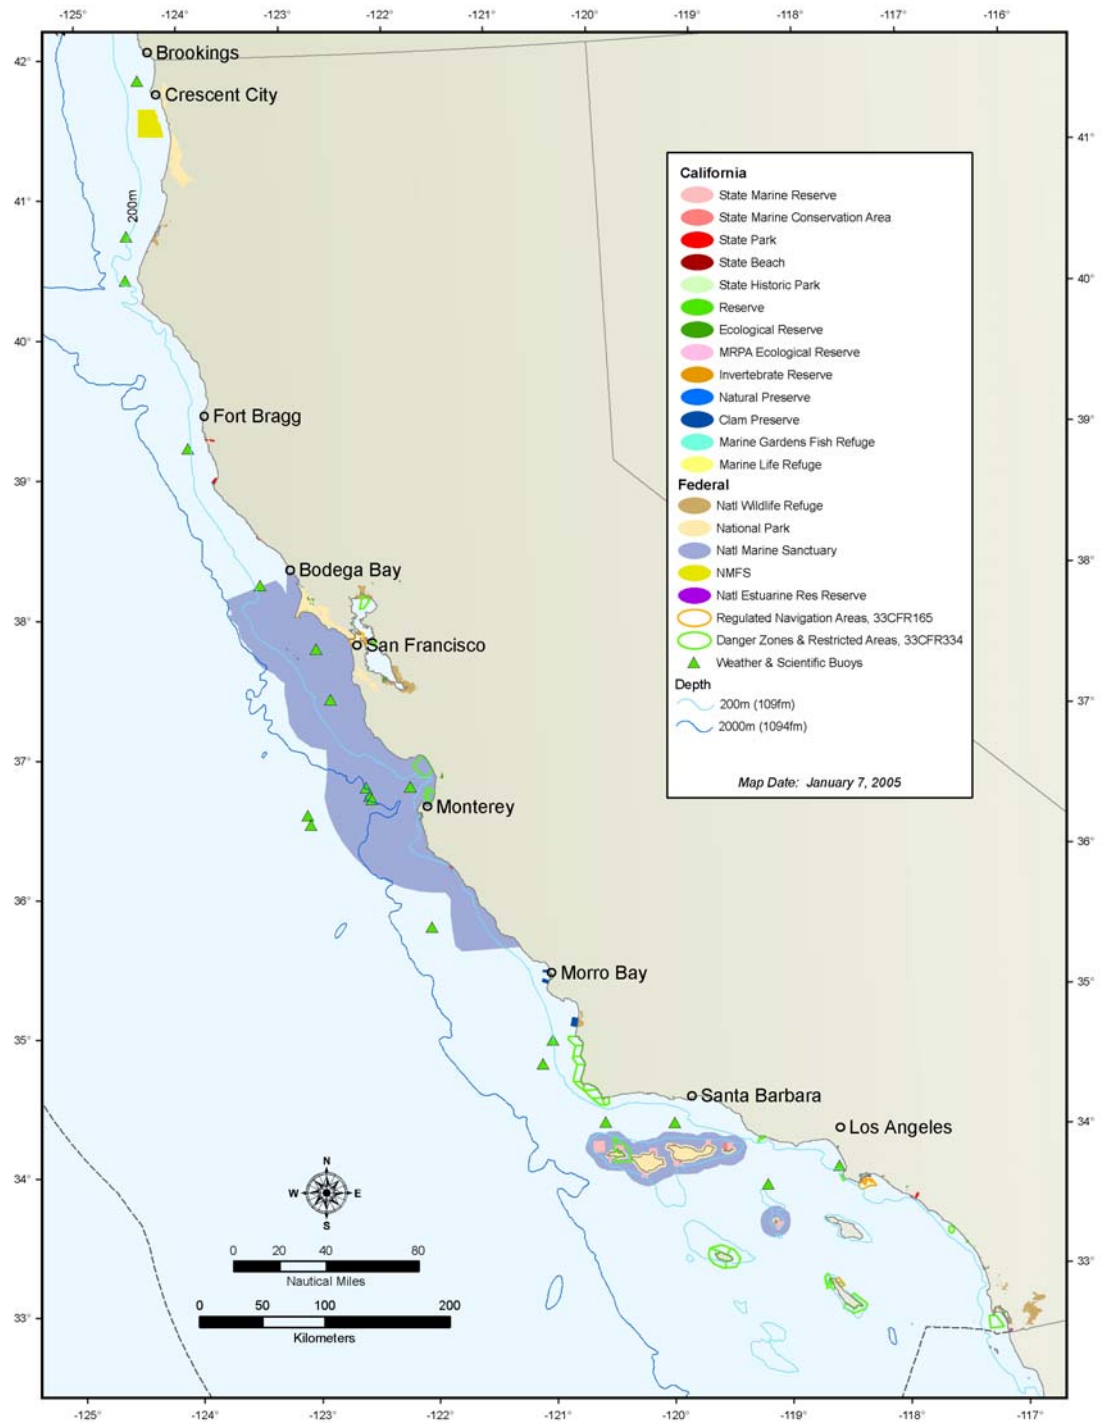 -125° -124° -123° -122° -121° -120° -119° -118° -117° -116°
42°
41°
40°
39°
38°
37°
36°
35°
34°
33°
41°
40°
39°
38°
37°
36°
35°
34°
33°
Brookings
Crescent City
200m
Fort Bragg
Bodega Bay
San Francisco
Monterey
Morro Bay
Santa Barbara
Los Angeles
California
State Marine Reserve
State Marine Conservation Area
State Park
State Beach
State Historic Park
Reserve
Ecological Reserve
MRPA Ecological Reserve
Invertebrate Reserve
Natural Preserve
Clam Preserve
Marine Gardens Fish Refuge
Marine Life Refuge
Federal
Natl Wildlife Refuge
National Park
Natl Marine Sanctuary
NMFS
Natl Estuarine Res Reserve
Regulated Navigation Areas, 33CFR165
Danger Zones & Restricted Areas, 33CFR334
Weather & Scientific Buoys
Depth
200m (109fm)
2000m (1094fm)
Map Date: January 7, 2005
N
W E
S
0 20 40 80
Nautical Miles
0 50 100 200
Kilometers
-125° -124° -123° -122° -121° -120° -119° -118° -117°